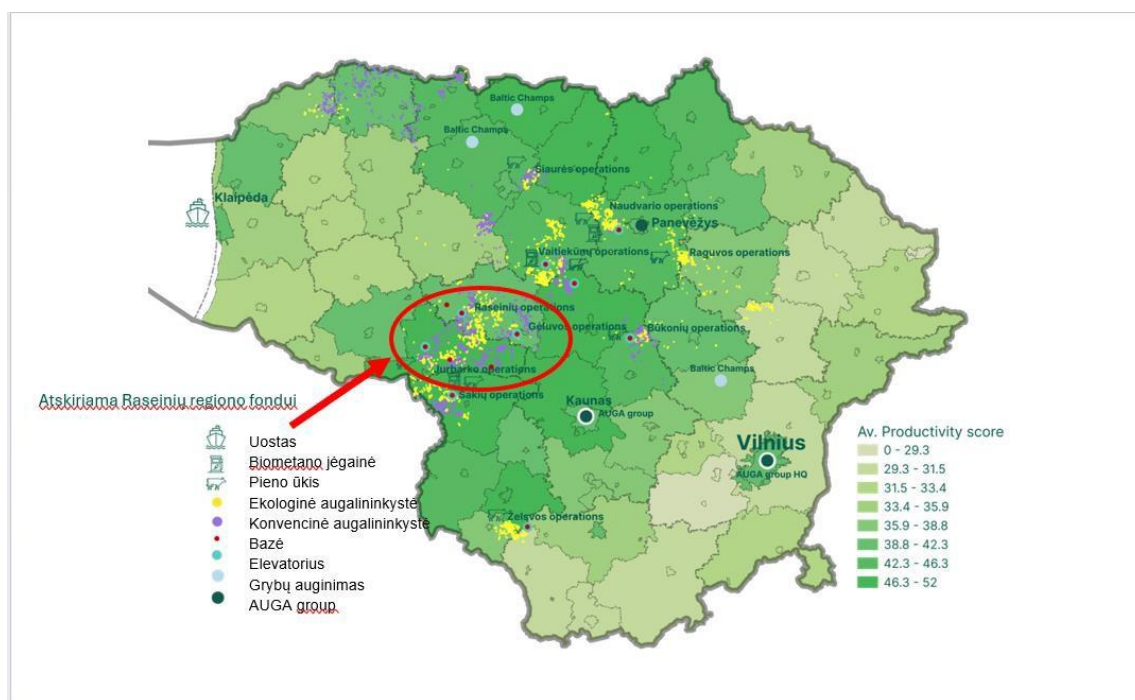 Baltic Champs
Baltic Champs
Šiaurės operations
Klaipėda
Naudvario operations
Panevėžys
Vaitiekūnų operations
Raguvos operations
Raseinių operations
Gėluvos operations
Būkonių operations
Jurbarko operations
Baltic Champs
Šakių operations
Kaunas
AUGA group
Vilnius
AUGA group HQ
Želsvos operations
Atskiriama Raseinių regiono fondui
Uostas
Biometano jėgainė
Pieno ūkis
Ekologinė augalininkystė
Konvencinė augalininkystė
Bazė
Elevatorius
Grybų auginimas
AUGA group
Av. Productivity score
0 - 29.3
29.3 - 31.5
31.5 - 33.4
33.4 - 35.9
35.9 - 38.8
38.8 - 42.3
42.3 - 46.3
46.3 - 52